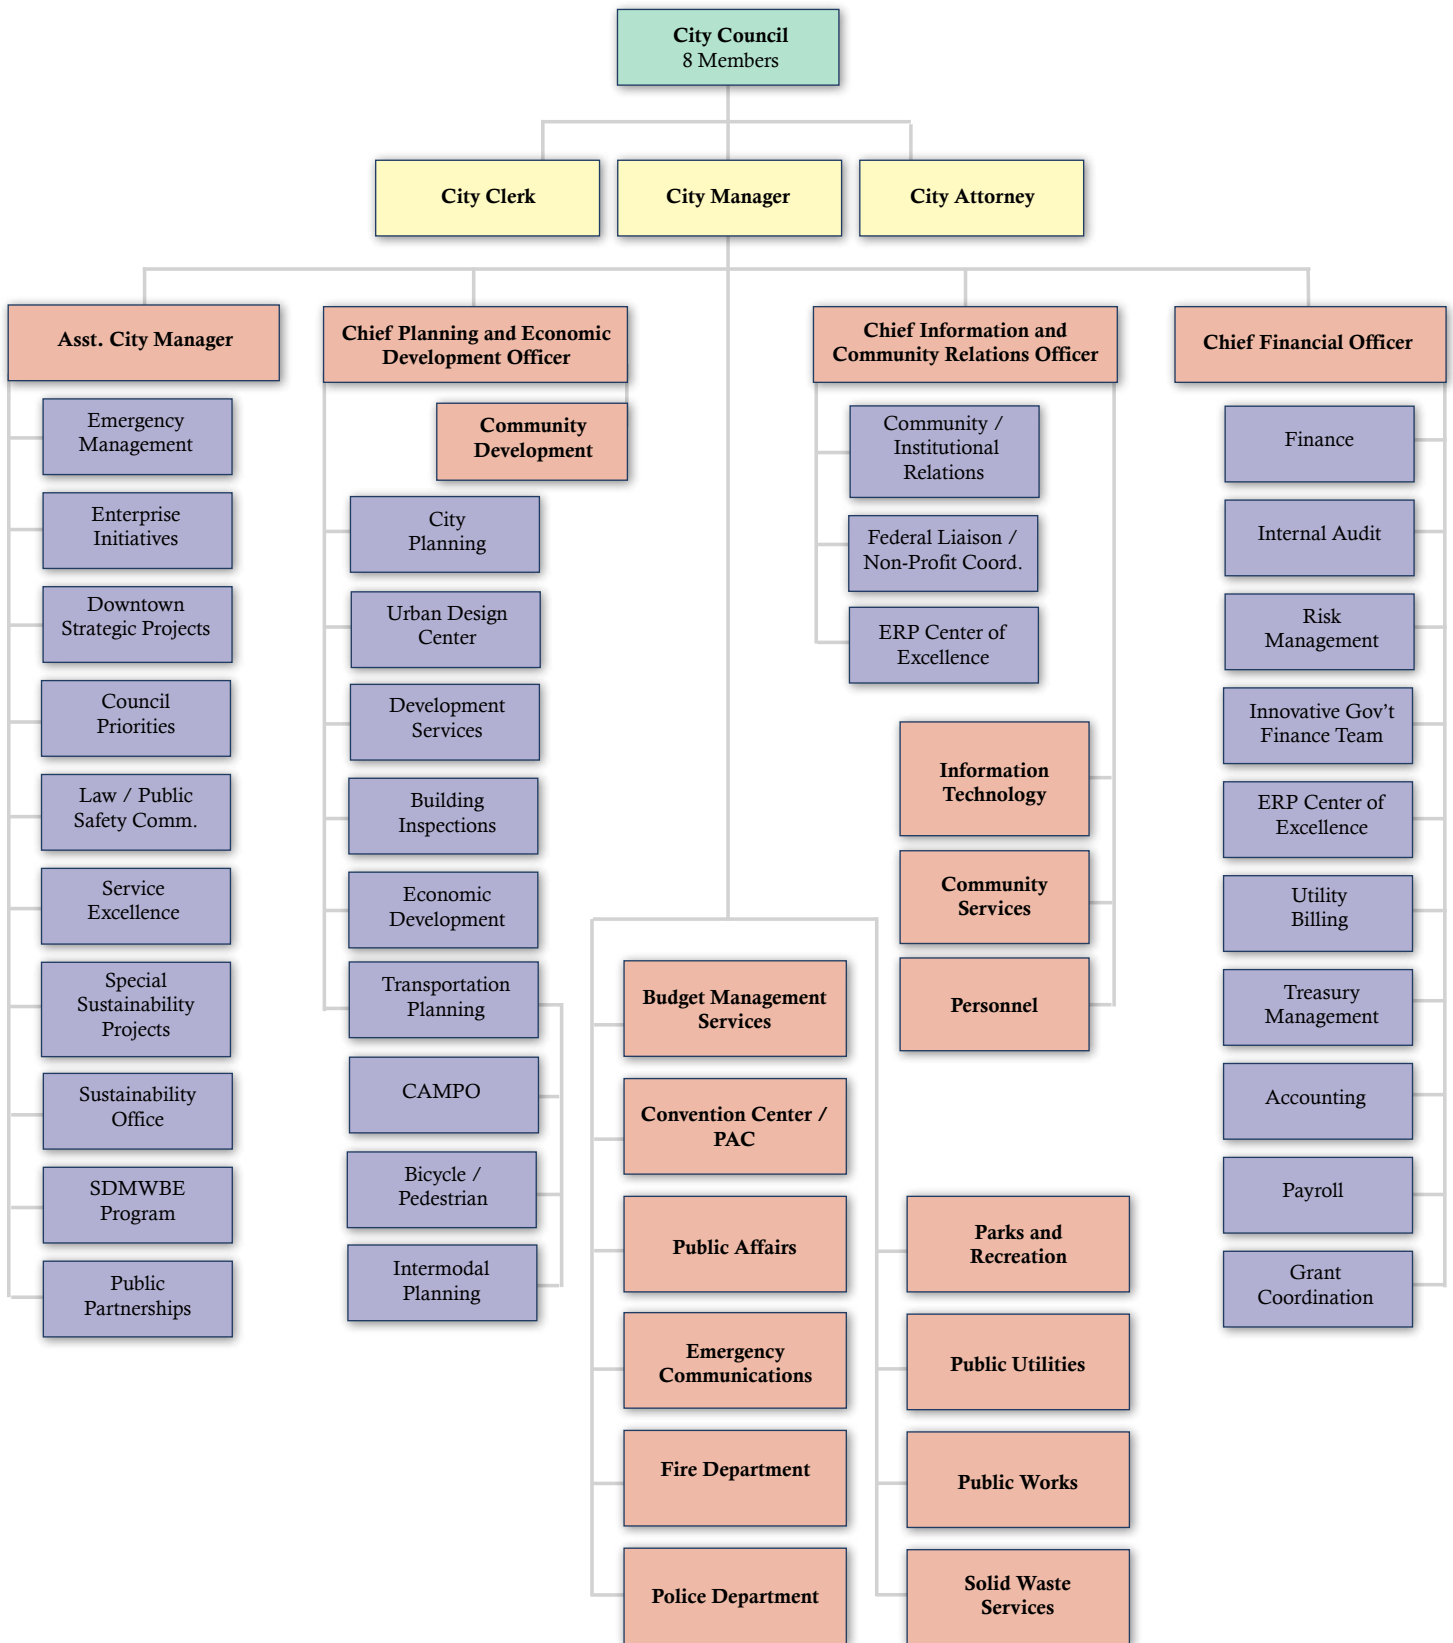 City Council
8 Members
City Clerk
City Manager
City Attorney
Asst. City Manager
Emergency
Management
Enterprise
Initiatives
Downtown
Strategic Projects
Council
Priorities
Law / Public
Safety Comm.
Service
Excellence
Special
Sustainability
Projects
Sustainability
Office
SDMWBE
Program
Public
Partnerships
Chief Planning and Economic
Development Officer
Community
Development
City
Planning
Urban Design
Center
Development
Services
Building
Inspections
Economic
Development
Transportation
Planning
CAMPO
Bicycle /
Pedestrian
Intermodal
Planning
Budget Management
Services
Convention Center /
PAC
Public Affairs
Emergency
Communications
Fire Department
Police Department
Parks and
Recreation
Public Utilities
Public Works
Solid Waste
Services
Chief Information and
Community Relations Officer
Community /
Institutional
Relations
Federal Liaison /
Non-Profit Coord.
ERP Center of
Excellence
Information
Technology
Community
Services
Personnel
Chief Financial Officer
Finance
Internal Audit
Risk
Management
Innovative Gov’t
Finance Team
ERP Center of
Excellence
Utility
Billing
Treasury
Management
Accounting
Payroll
Grant
Coordination